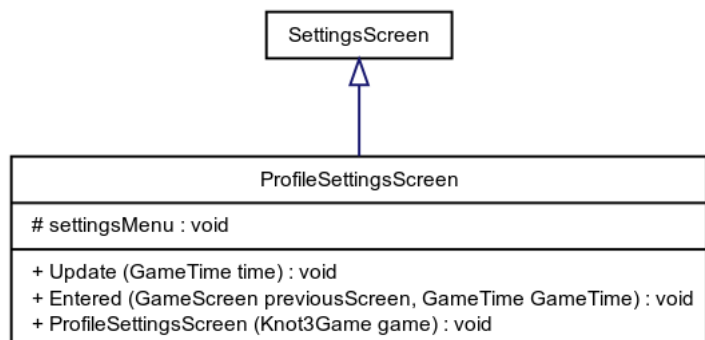 SettingsScreen
ProfileSettingsScreen
# settingsMenu : void
+ Update (GameTime time) : void
+ Entered (GameScreen previousScreen, GameTime GameTime) : void
+ ProfileSettingsScreen (Knot3Game game) : void